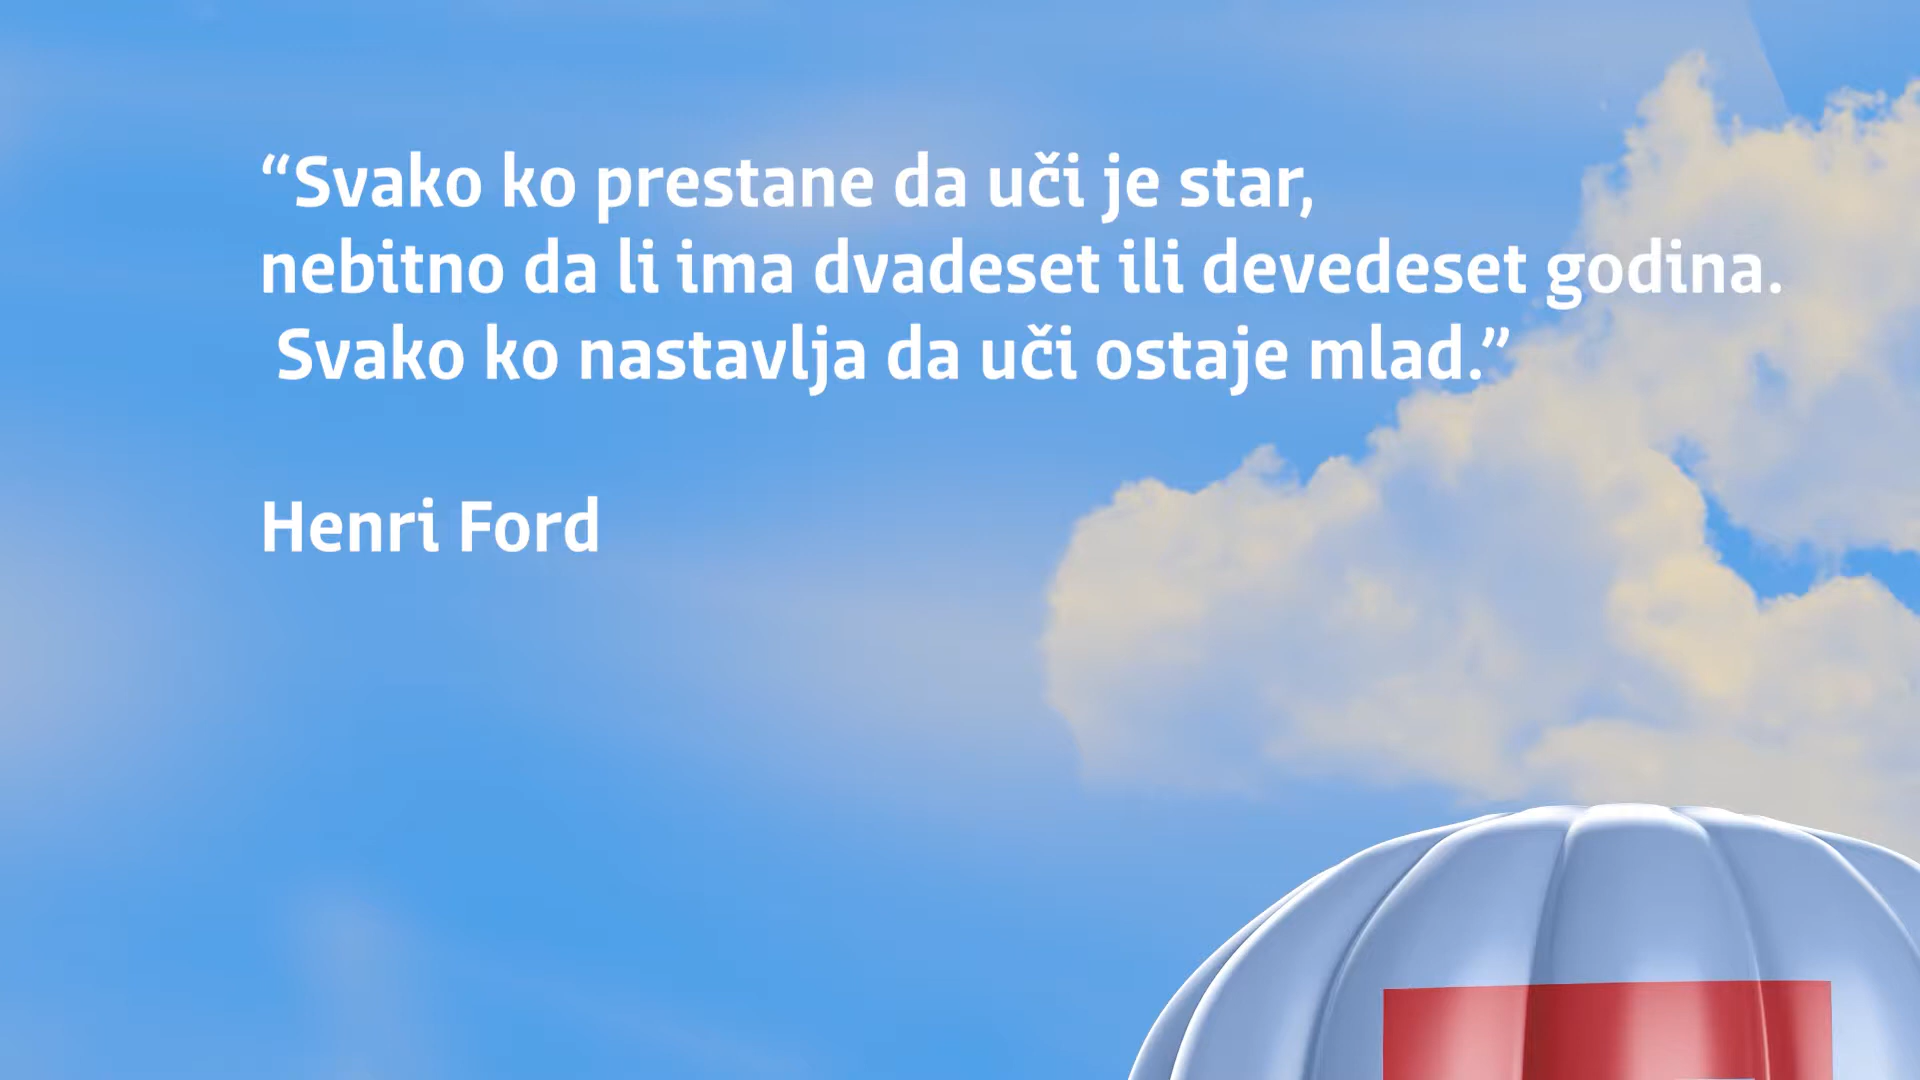 “Svako ko prestane da uči je star,
nebitno da li ima dvadeset ili devedeset godina.
Svako ko nastavlja da uči ostaje mlad.”
Henri Ford